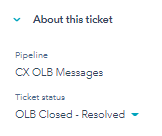 About this ticket
Pipeline
CX OLB Messages
Ticket status
OLB Closed - Resolved